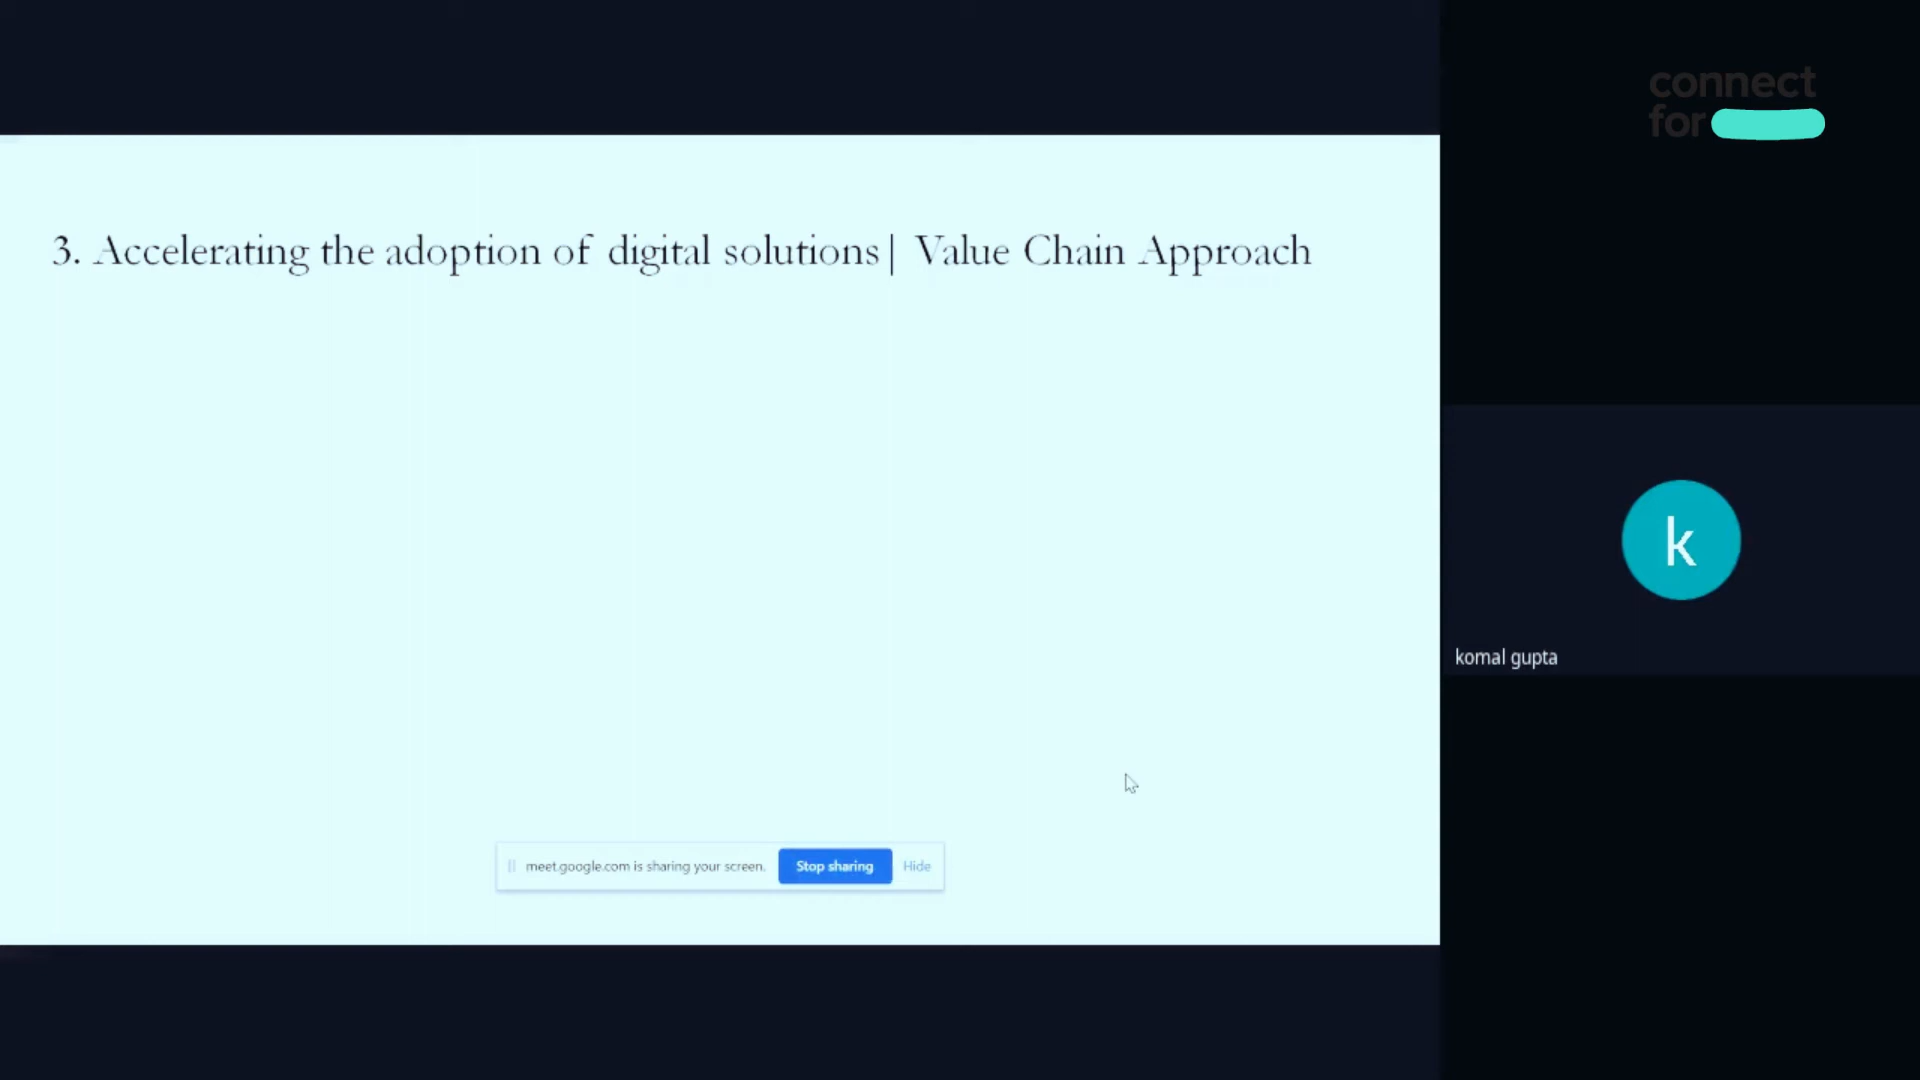 connect
for
3. Accelerating the adoption of digital solutions| Value Chain Approach
k
komal gupta
meet.google.com is sharing your screen. Stop sharing Hide